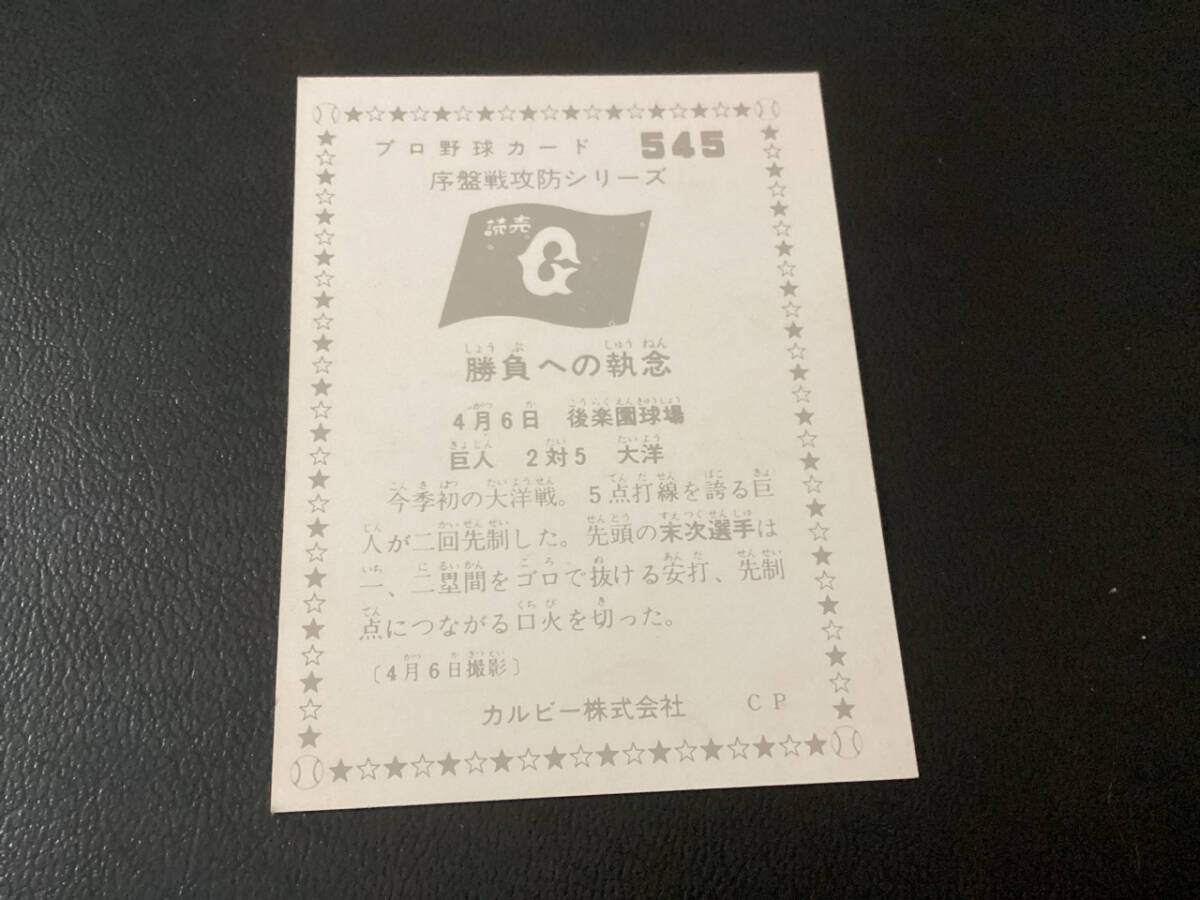 プロ野球カード 545
序盤戦攻防シリーズ
読売
G
勝負への執念
4月6日 後楽園球場
巨人 2対5 大洋
今季初の大洋戦。5点打線を誇る巨
人が二回先制した。先頭の末次選手は
一、二塁間をゴロで抜ける安打、先制
点につながる口火を切った。
〔4月6日撮影〕
カルビー株式会社 CP